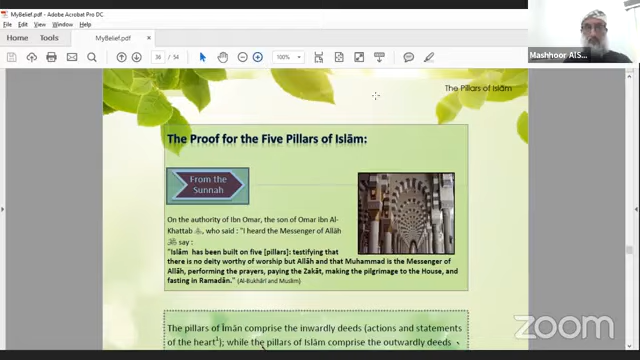 MyBelief.pdf - Adobe Acrobat Pro DC
File Edit View Window Help
Home Tools MyBelief.pdf ×
36 / 54 100%
Mashhoor AlS...
The Pillars of Islām
The Proof for the Five Pillars of Islām:
From the
Sunnah
On the authority of Ibn Omar, the son of Omar ibn Al-
Khattab , who said : "I heard the Messenger of Allāh
ﷺ say :
"Islām has been built on five [pillars]: testifying that
there is no deity worthy of worship but Allāh and that Muhammad is the Messenger of
Allāh, performing the prayers, paying the Zakāt, making the pilgrimage to the House, and
fasting in Ramadān." (Al-Bukhārī and Muslim)
The pillars of Īmān comprise the inwardly deeds (actions and statements
of the heart¹); while the pillars of Islām comprise the outwardly deeds
zoom